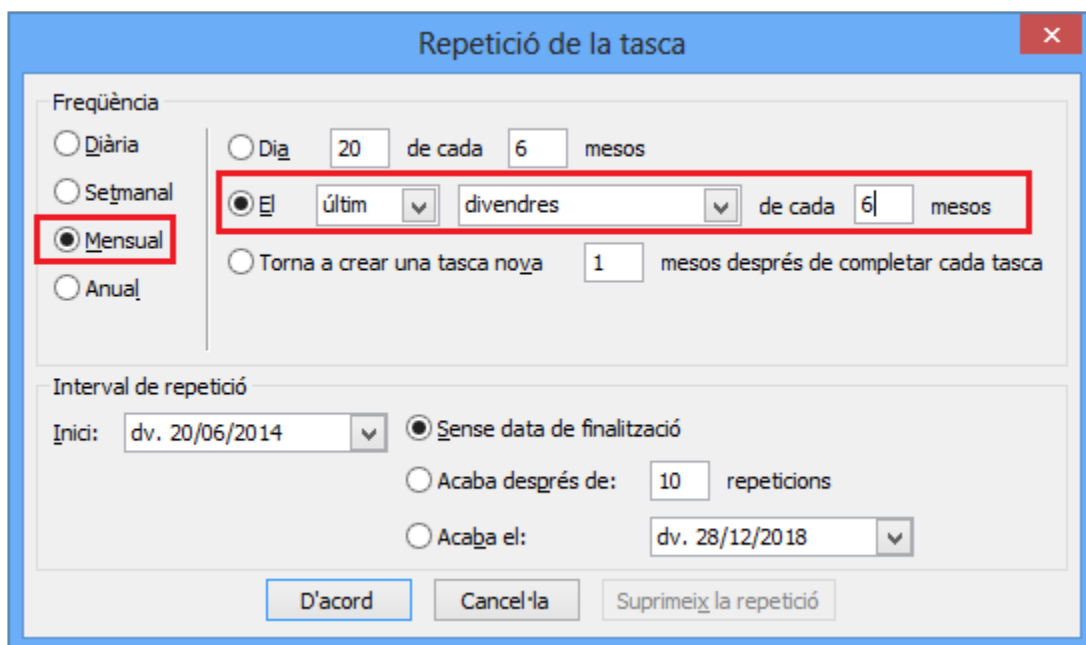 Repetició de la tasca
Freqüència
Diària
Setmanal
Mensual
Anual
Dia 20 de cada 6 mesos
El últim divendres de cada 6 mesos
Torna a crear una tasca nova 1 mesos després de completar cada tasca
Interval de repetició
Inici: dv. 20/06/2014
Sense data de finalització
Acaba després de: 10 repeticions
Acaba el: dv. 28/12/2018
D'acord Cancel·la Suprimeix la repetició